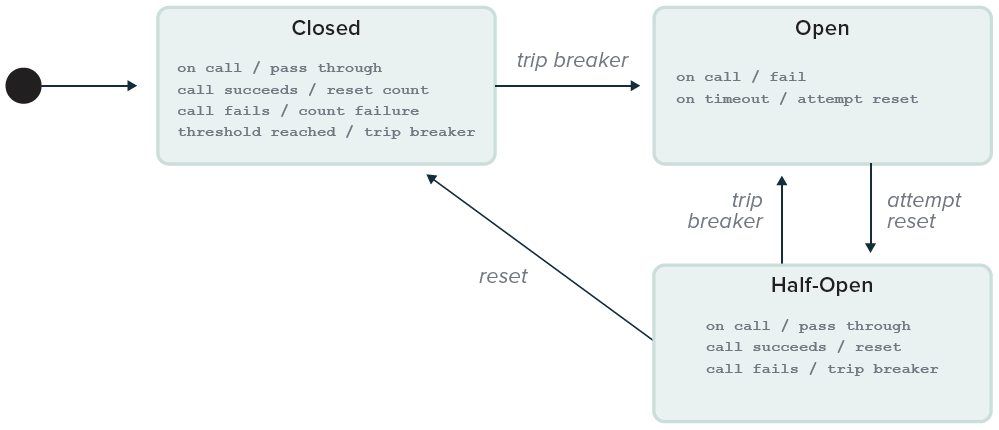 Closed
on call / pass through
call succeeds / reset count
call fails / count failure
threshold reached / trip breaker
trip breaker
Open
on call / fail
on timeout / attempt reset
trip
breaker
attempt
reset
reset
Half-Open
on call / pass through
call succeeds / reset
call fails / trip breaker